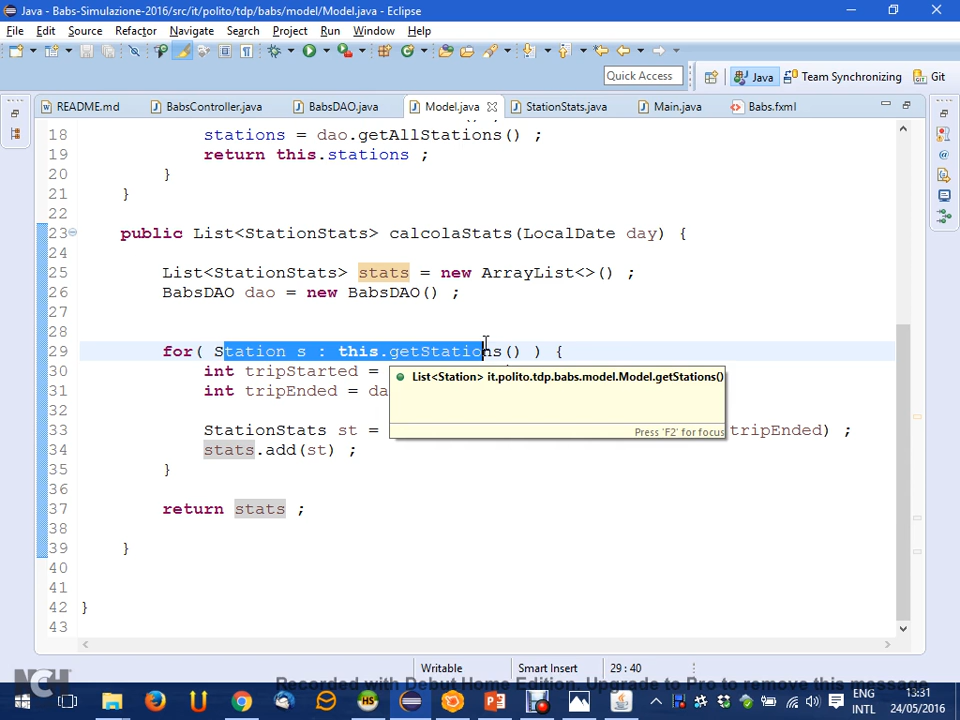 Java - Babs-Simulazione-2016/src/it/polito/tdp/babs/model/Model.java - Eclipse
File Edit Source Refactor Navigate Search Project Run Window Help
Quick Access Java Team Synchronizing Git
README.md BabsController.java BabsDAO.java Model.java StationStats.java Main.java Babs.fxml
18 stations = dao.getAllStations() ;
19 return this.stations ;
20 }
21 }
22
23 public List<StationStats> calcolaStats(LocalDate day) {
24
25 List<StationStats> stats = new ArrayList<>() ;
26 BabsDAO dao = new BabsDAO() ;
27
28
29 for( Station s : this.getStations() ) {
30 int tripStarted =
List<Station> it.polito.tdp.babs.model.Model.getStations()
31 int tripEnded = da
32
Press 'F2' for focus
33 StationStats st = tripEnded) ;
34 stats.add(st) ;
35 }
36
37 return stats ;
38
39 }
40
41
42 }
43
Writable Smart Insert 29 : 40
NCH Recorded with Debut Home Edition. Upgrade to Pro to remove this message
HS ENG 13:31
INTL 24/05/2016